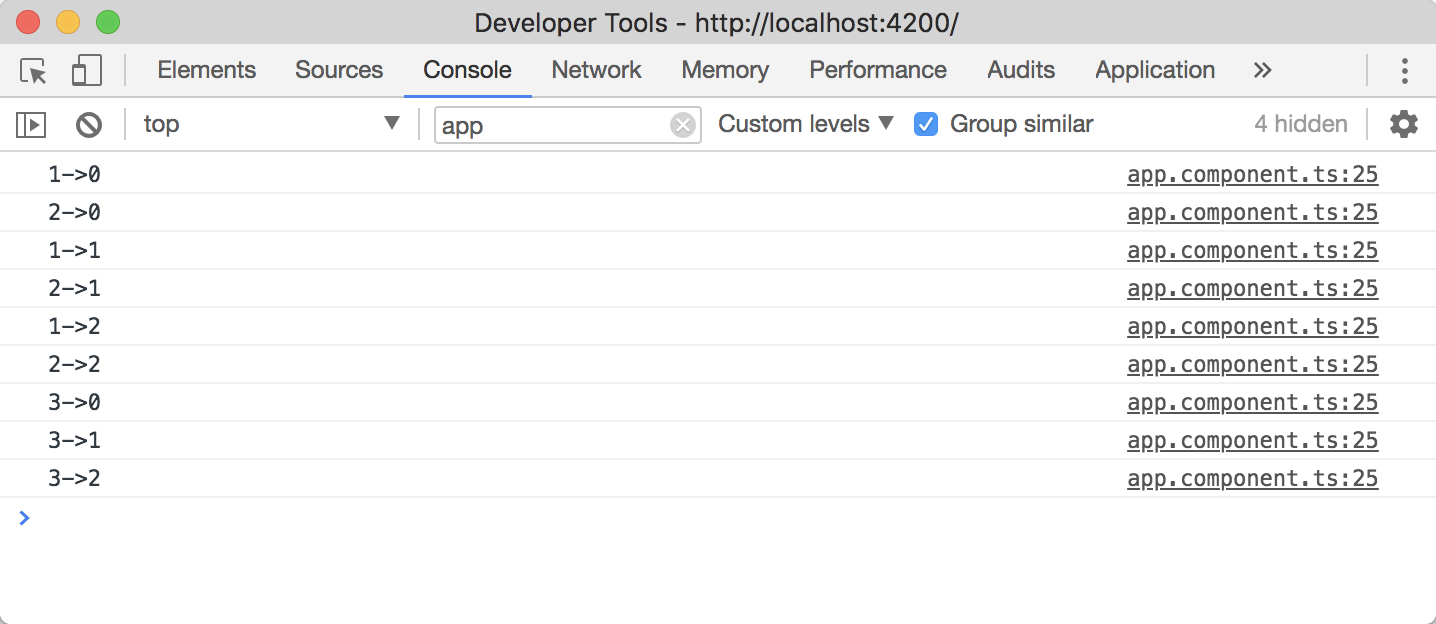 Developer Tools - http://localhost:4200/
Elements Sources Console Network Memory Performance Audits Application
top app Custom levels Group similar 4 hidden
1->0 app.component.ts:25
2->0 app.component.ts:25
1->1 app.component.ts:25
2->1 app.component.ts:25
1->2 app.component.ts:25
2->2 app.component.ts:25
3->0 app.component.ts:25
3->1 app.component.ts:25
3->2 app.component.ts:25